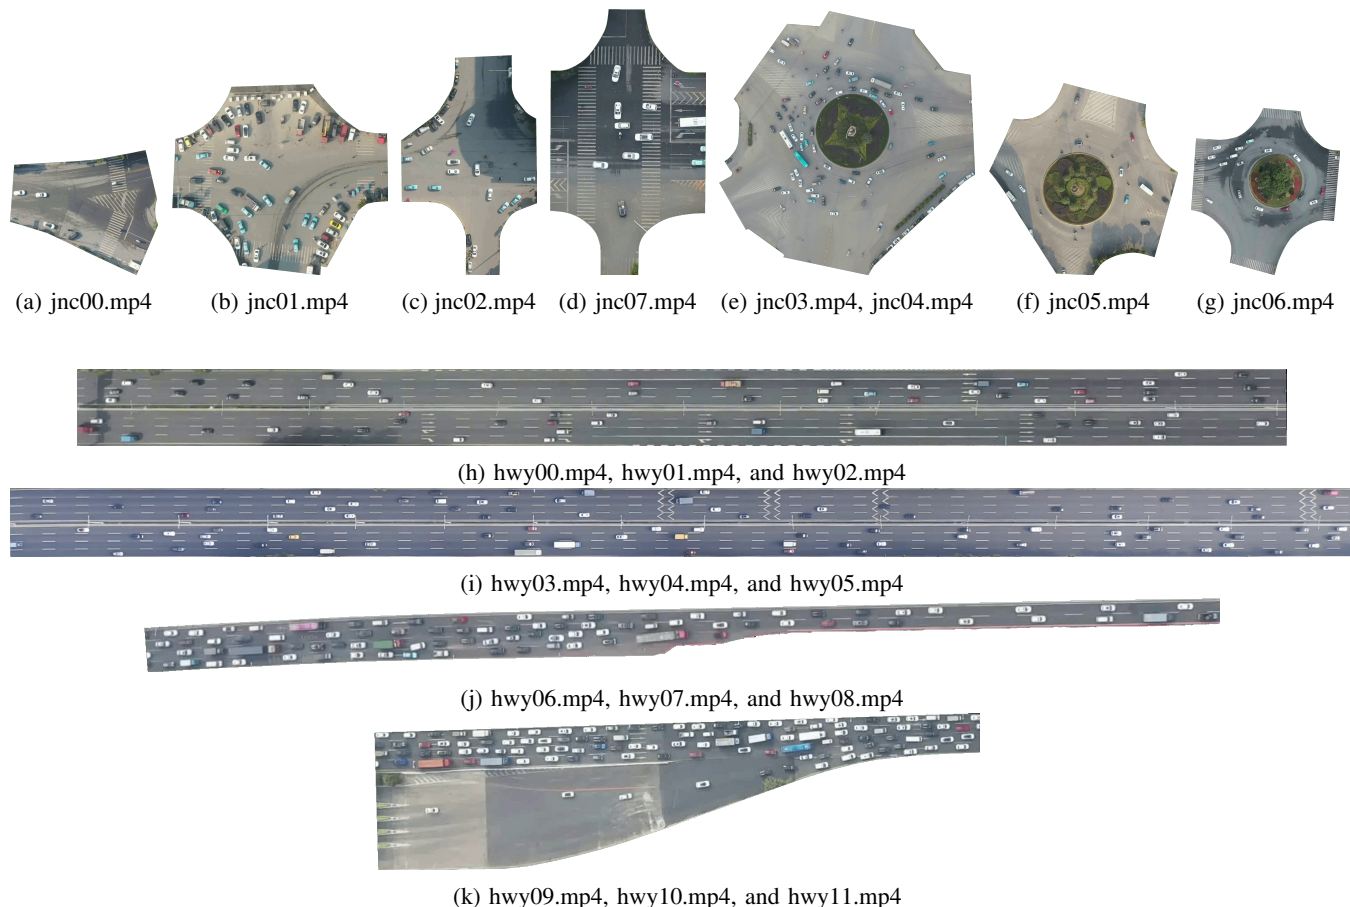 (a) jnc00.mp4
(b) jnc01.mp4
(c) jnc02.mp4
(d) jnc07.mp4
(e) jnc03.mp4, jnc04.mp4
(f) jnc05.mp4
(g) jnc06.mp4
(h) hwy00.mp4, hwy01.mp4, and hwy02.mp4
(i) hwy03.mp4, hwy04.mp4, and hwy05.mp4
(j) hwy06.mp4, hwy07.mp4, and hwy08.mp4
(k) hwy09.mp4, hwy10.mp4, and hwy11.mp4